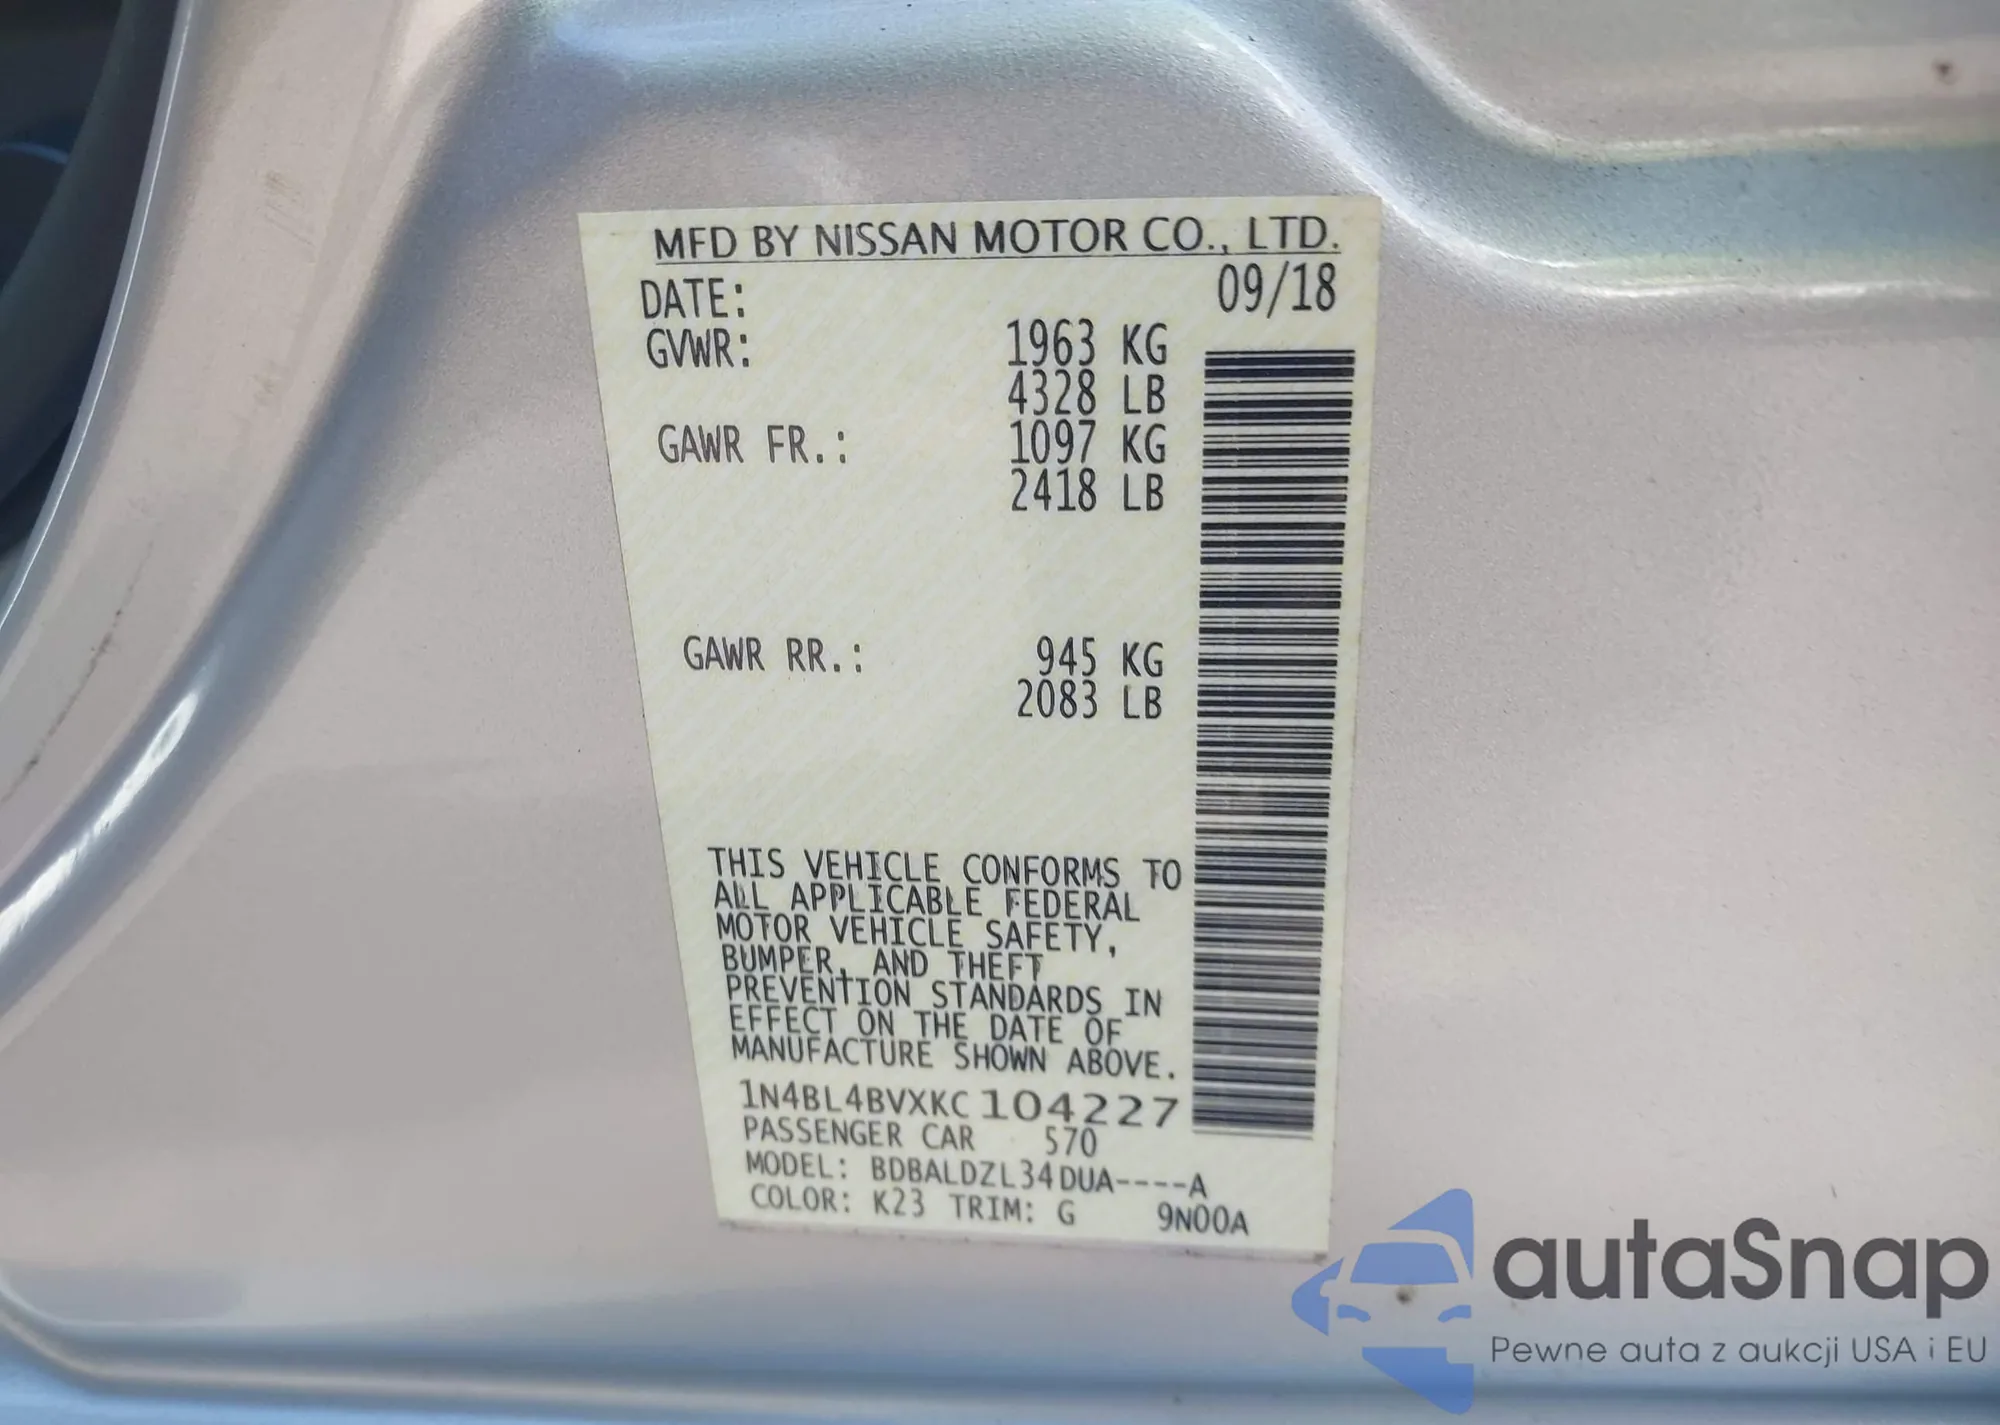 MFD BY NISSAN MOTOR CO., LTD.
DATE: 09/18
GVWR: 1963 KG
4328 LB
GAWR FR.: 1097 KG
2418 LB
GAWR RR.: 945 KG
2083 LB
THIS VEHICLE CONFORMS TO
ALL APPLICABLE FEDERAL
MOTOR VEHICLE SAFETY,
BUMPER, AND THEFT
PREVENTION STANDARDS IN
EFFECT ON THE DATE OF
MANUFACTURE SHOWN ABOVE.
1N4BL4BVXKC104227
PASSENGER CAR 570
MODEL: BDBALDZL34DUA----A
COLOR: K23 TRIM: G 9N00A
autaSnap
Pewne auta z aukcji USA i EU